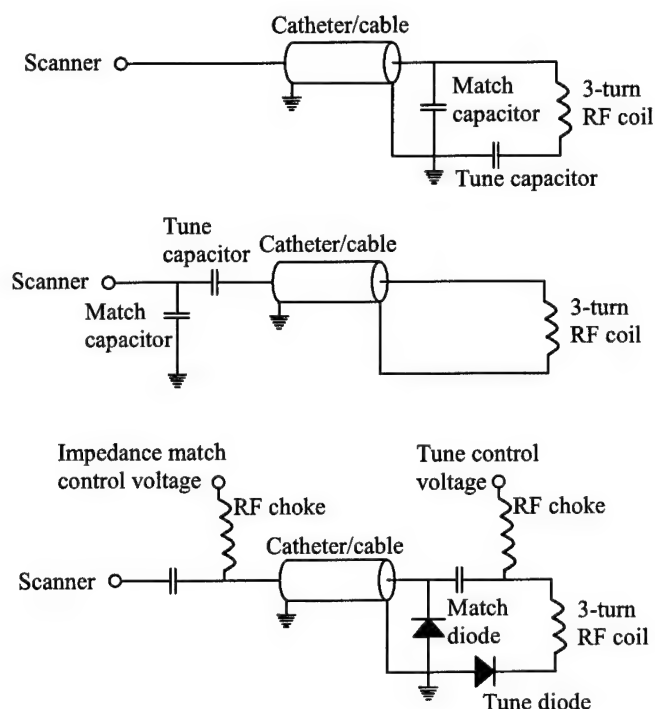 Catheter/cable
Scanner
Match
capacitor
3-turn
RF coil
Tune capacitor
Tune
capacitor
Catheter/cable
Scanner
Match
capacitor
3-turn
RF coil
Impedance match
control voltage
Tune control
voltage
RF choke
RF choke
Catheter/cable
Scanner
Match
diode
3-turn
RF coil
Tune diode